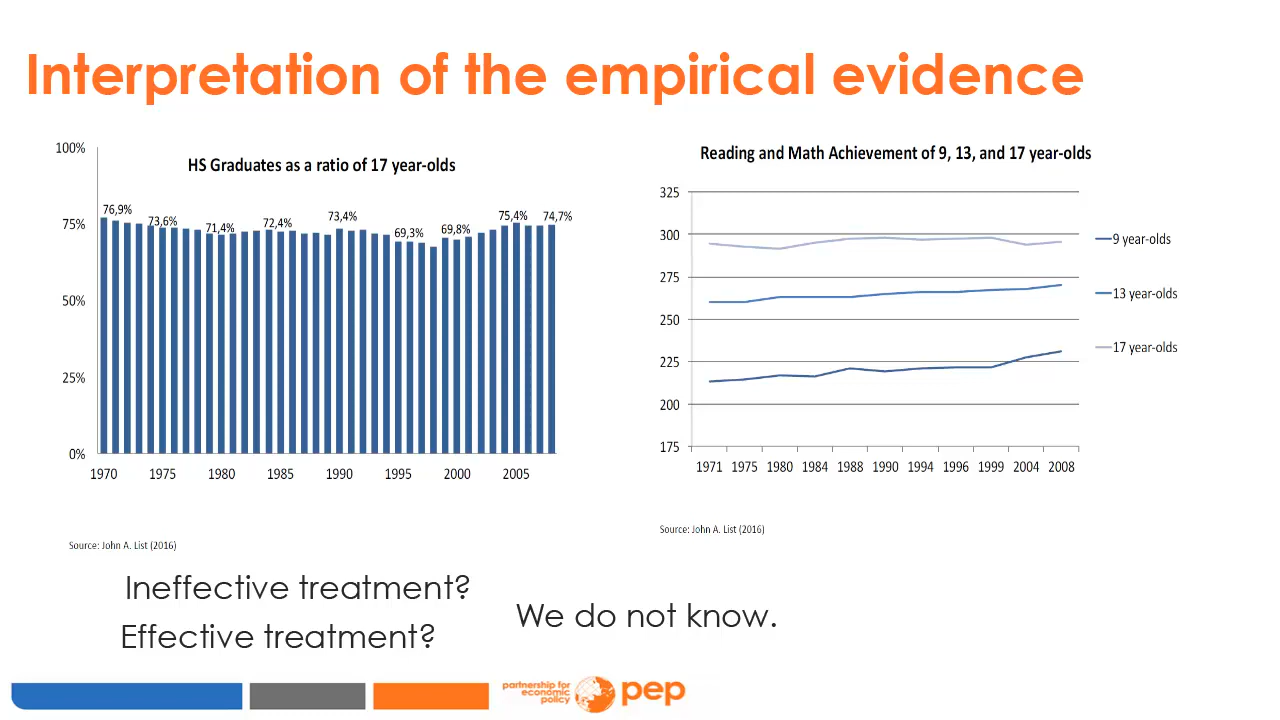 Interpretation of the empirical evidence
HS Graduates as a ratio of 17 year-olds
100%
75%
50%
25%
0%
76,9%
73,6%
71,4%
72,4%
73,4%
69,3%
69,8%
75,4%
74,7%
1970 1975 1980 1985 1990 1995 2000 2005
Source: John A. List (2016)
Reading and Math Achievement of 9, 13, and 17 year-olds
325
300
275
250
225
200
175
1971 1975 1980 1984 1988 1990 1994 1996 1999 2004 2008
9 year-olds
13 year-olds
17 year-olds
Source: John A. List (2016)
Ineffective treatment?
Effective treatment?
We do not know.
partnership for
economic
policy
pep